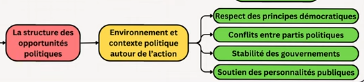 La structure des
opportunités
politiques
Environnement et
contexte politique
autour de l'action
Respect des principes démocratiques
Conflits entre partis politiques
Stabilité des gouvernements
Soutien des personnalités publiques